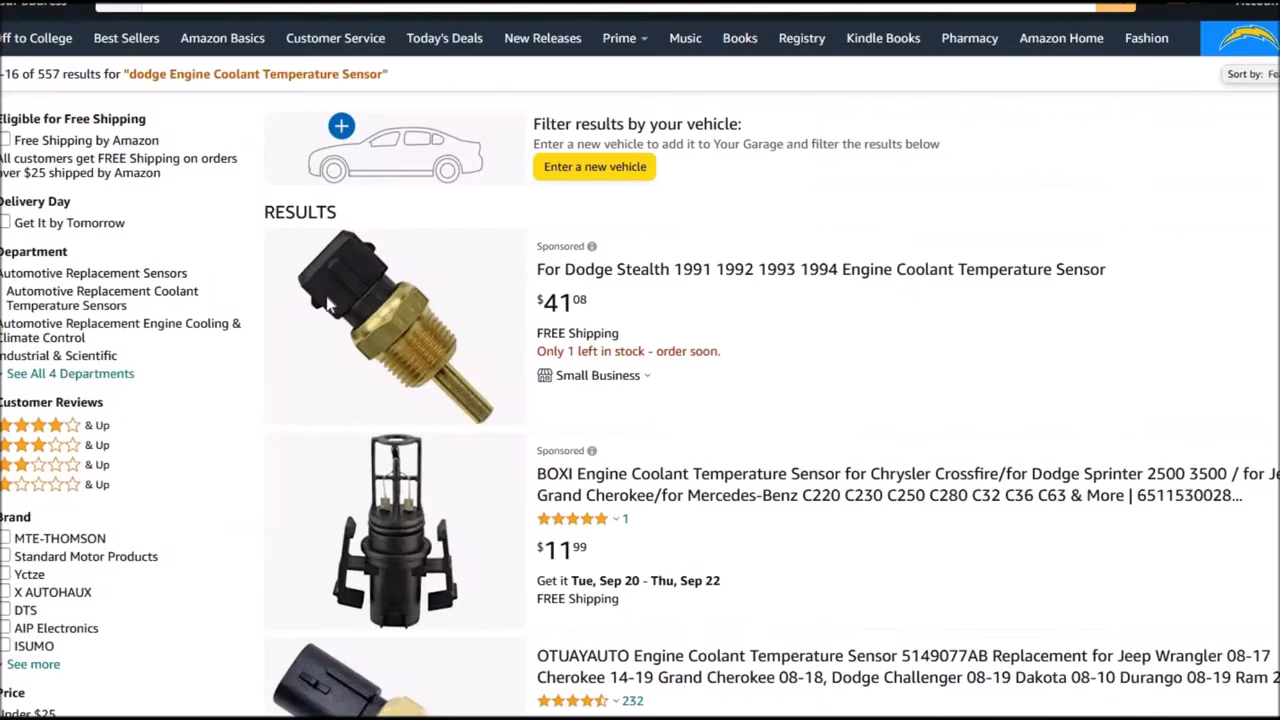 ff to College Best Sellers Amazon Basics Customer Service Today's Deals New Releases Prime Music Books Registry Kindle Books Pharmacy Amazon Home Fashion
-16 of 557 results for "dodge Engine Coolant Temperature Sensor"
Sort by: Fe
Eligible for Free Shipping
Free Shipping by Amazon
All customers get FREE Shipping on orders
over $25 shipped by Amazon
Delivery Day
Get It by Tomorrow
Department
Automotive Replacement Sensors
Automotive Replacement Coolant
Temperature Sensors
Automotive Replacement Engine Cooling &
Climate Control
Industrial & Scientific
See All 4 Departments
Customer Reviews
& Up
& Up
& Up
& Up
Brand
MTE-THOMSON
Standard Motor Products
Yctze
X AUTOHAUX
DTS
AIP Electronics
ISUMO
See more
Price
Under $25
Filter results by your vehicle:
Enter a new vehicle to add it to Your Garage and filter the results below
Enter a new vehicle
RESULTS
Sponsored
For Dodge Stealth 1991 1992 1993 1994 Engine Coolant Temperature Sensor
$41 08
FREE Shipping
Only 1 left in stock - order soon.
Small Business
Sponsored
BOXI Engine Coolant Temperature Sensor for Chrysler Crossfire/for Dodge Sprinter 2500 3500 / for Je
Grand Cherokee/for Mercedes-Benz C220 C230 C250 C280 C32 C36 C63 & More | 6511530028...
1
$11 99
Get it Tue, Sep 20 - Thu, Sep 22
FREE Shipping
OTUAYAUTO Engine Coolant Temperature Sensor 5149077AB Replacement for Jeep Wrangler 08-17
Cherokee 14-19 Grand Cherokee 08-18, Dodge Challenger 08-19 Dakota 08-10 Durango 08-19 Ram 2
232